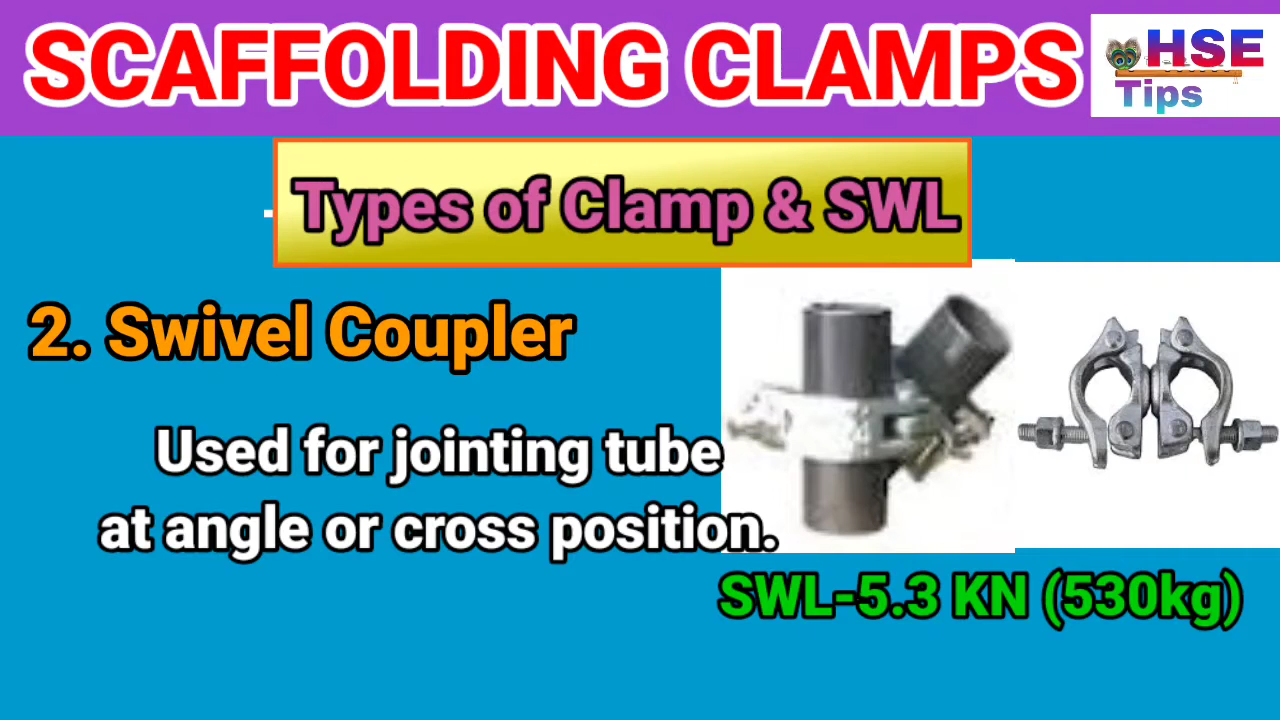 SCAFFOLDING CLAMPS
HSE
Tips
Types of Clamp & SWL
2. Swivel Coupler
Used for jointing tube
at angle or cross position.
SWL-5.3 KN (530kg)